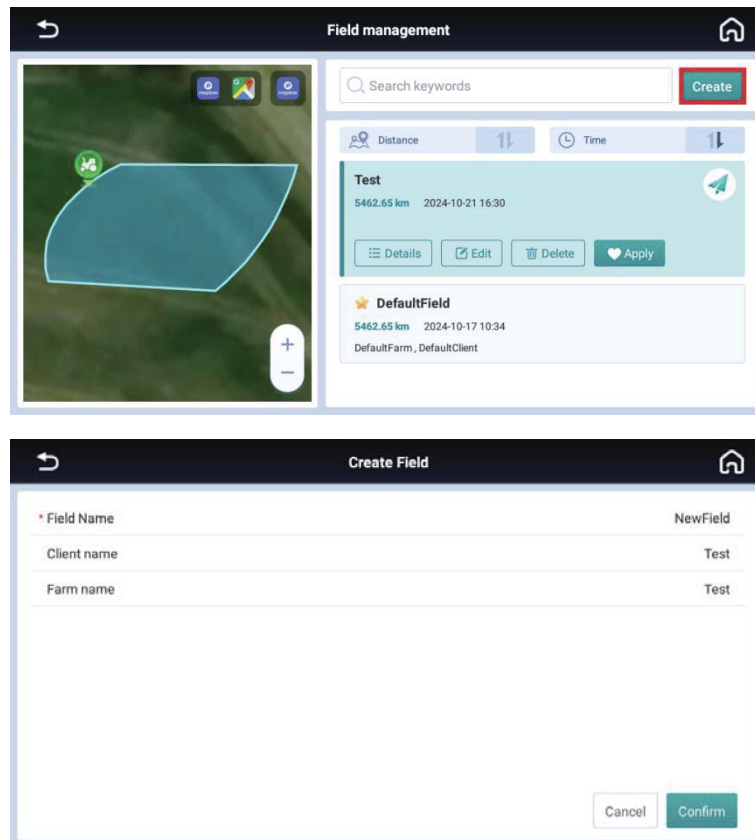 Field management
Search keywords
Create
Distance
Time
Test
5462.65 km 2024-10-21 16:30
Details
Edit
Delete
Apply
DefaultField
5462.65 km 2024-10-17 10:34
DefaultFarm , DefaultClient
+
−
Create Field
* Field Name NewField
Client name Test
Farm name Test
Cancel
Confirm